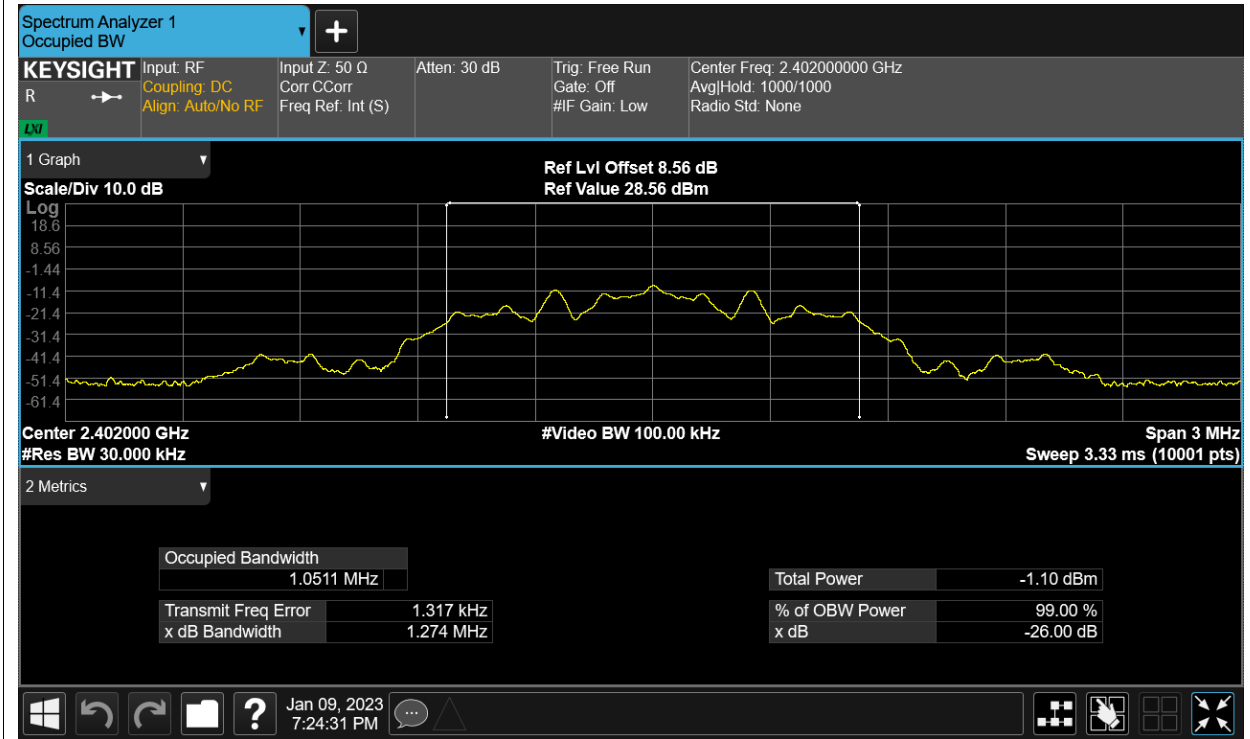 Spectrum Analyzer 1
Occupied BW
KEYSIGHT
R
LXI
Input: RF
Coupling: DC
Align: Auto/No RF
Input Z: 50 Ω
Corr CCorr
Freq Ref: Int (S)
Atten: 30 dB
Trig: Free Run
Gate: Off
#IF Gain: Low
Center Freq: 2.402000000 GHz
Avg|Hold: 1000/1000
Radio Std: None
1 Graph
Scale/Div 10.0 dB
Ref Lvl Offset 8.56 dB
Ref Value 28.56 dBm
Log
18.6
8.56
-1.44
-11.4
-21.4
-31.4
-41.4
-51.4
-61.4
Center 2.402000 GHz
#Res BW 30.000 kHz
#Video BW 100.00 kHz
Span 3 MHz
Sweep 3.33 ms (10001 pts)
2 Metrics
Occupied Bandwidth
1.0511 MHz
Total Power -1.10 dBm
Transmit Freq Error 1.317 kHz
% of OBW Power 99.00 %
x dB Bandwidth 1.274 MHz
x dB -26.00 dB
?
Jan 09, 2023
7:24:31 PM